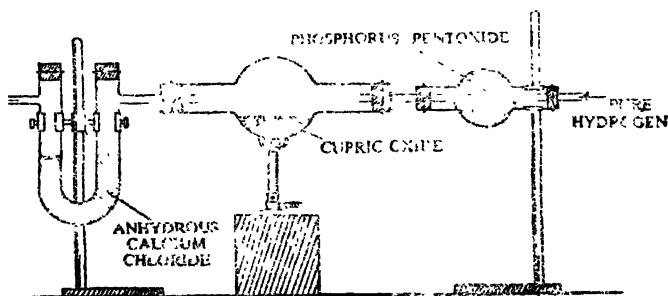 PHOSPHORUS PENTOXIDE
PURE
HYDROGEN
CUPRIC OXIDE
ANHYDROUS
CALCIUM
CHLORIDE